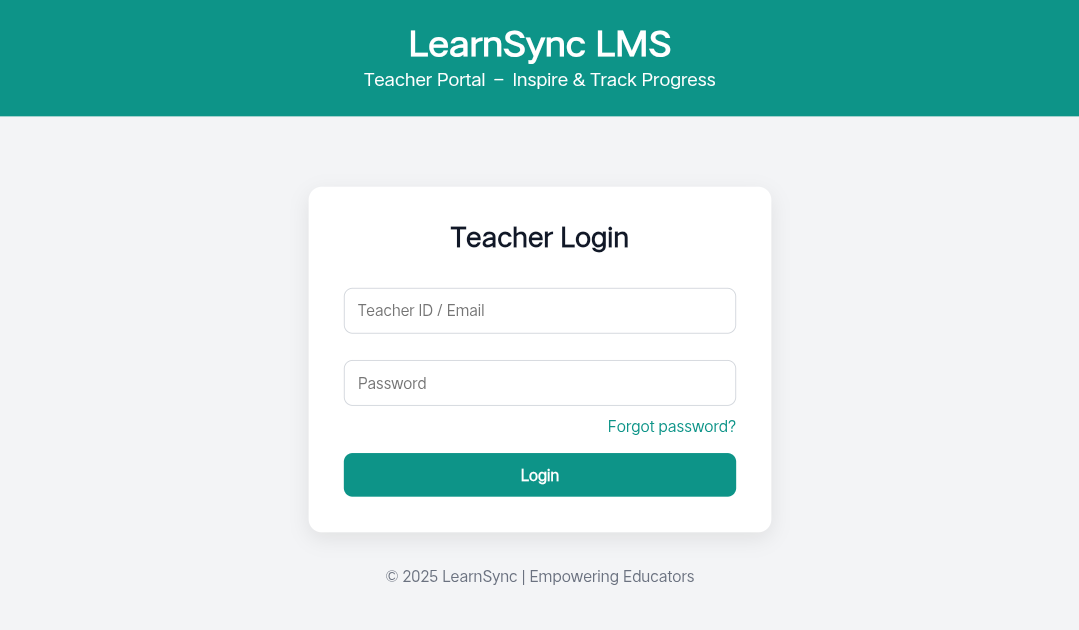 LearnSync LMS
Teacher Portal – Inspire & Track Progress
Teacher Login
Teacher ID / Email
Password
Forgot password?
Login
© 2025 LearnSync | Empowering Educators